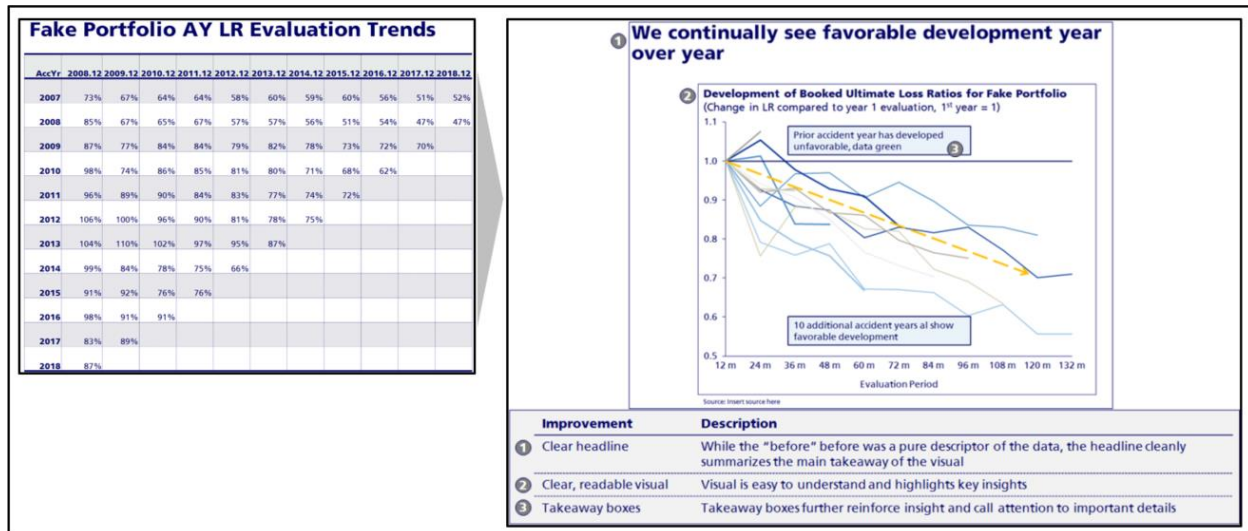 Fake Portfolio AY LR Evaluation Trends
AccYr 2008.12 2009.12 2010.12 2011.12 2012.12 2013.12 2014.12 2015.12 2016.12 2017.12 2018.12
2007 73% 67% 64% 64% 58% 60% 59% 60% 56% 51% 52%
2008 85% 67% 65% 67% 57% 57% 56% 51% 54% 47% 47%
2009 87% 77% 84% 84% 79% 82% 78% 73% 72% 70%
2010 98% 74% 86% 85% 81% 80% 71% 68% 62%
2011 96% 89% 90% 84% 83% 77% 74% 72%
2012 106% 100% 96% 90% 81% 78% 75%
2013 104% 110% 102% 97% 95% 87%
2014 99% 84% 78% 75% 66%
2015 91% 92% 76% 76%
2016 98% 91% 91%
2017 83% 89%
2018 87%
1 We continually see favorable development year
over year
2 Development of Booked Ultimate Loss Ratios for Fake Portfolio
(Change in LR compared to year 1 evaluation, 1st year = 1)
1.1
Prior accident year has developed
unfavorable, data green 3
1.0
0.9
0.8
0.7
0.6
10 additional accident years al show
favorable development
0.5
12 m 24 m 36 m 48 m 60 m 72 m 84 m 96 m 108 m 120 m 132 m
Evaluation Period
Source: Insert source here
Improvement Description
1 Clear headline While the “before” before was a pure descriptor of the data, the headline cleanly
summarizes the main takeaway of the visual
2 Clear, readable visual Visual is easy to understand and highlights key insights
3 Takeaway boxes Takeaway boxes further reinforce insight and call attention to important details